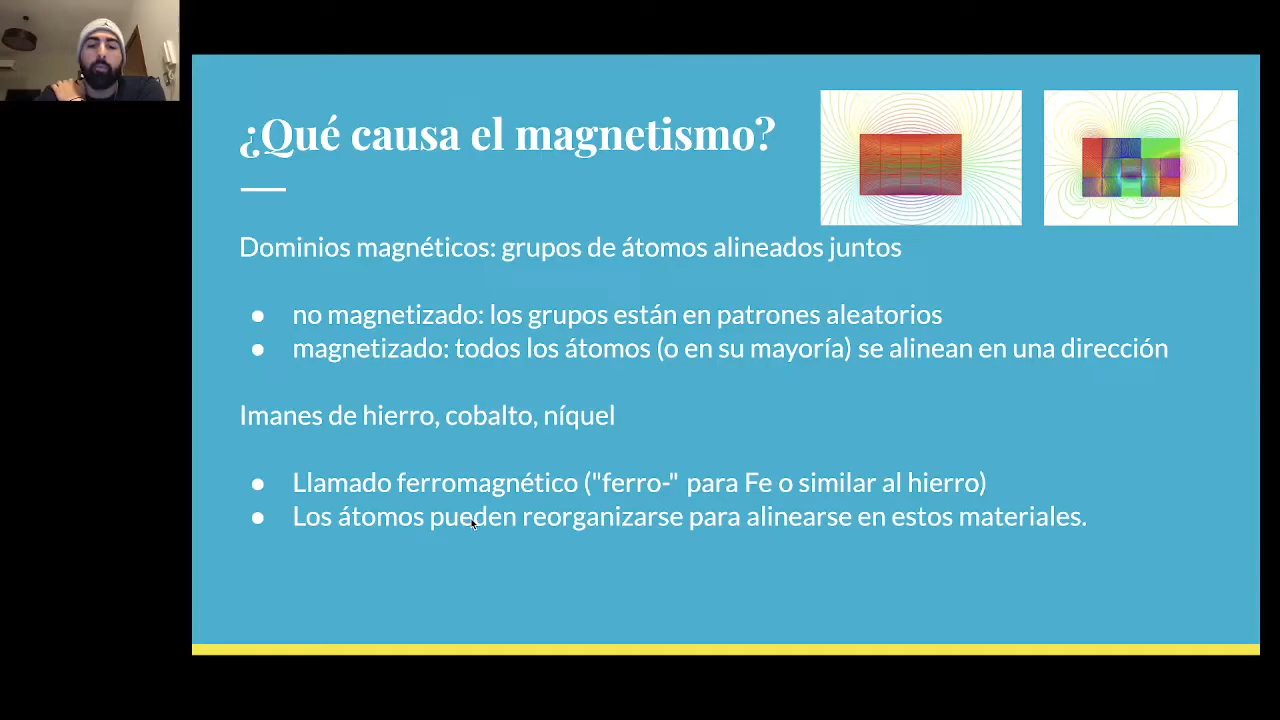 ¿Qué causa el magnetismo?
Dominios magnéticos: grupos de átomos alineados juntos
● no magnetizado: los grupos están en patrones aleatorios
● magnetizado: todos los átomos (o en su mayoría) se alinean en una dirección
Imanes de hierro, cobalto, níquel
● Llamado ferromagnético ("ferro-" para Fe o similar al hierro)
● Los átomos pueden reorganizarse para alinearse en estos materiales.